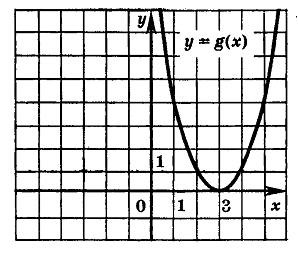 y
y = g(x)
1
0 1 3 x